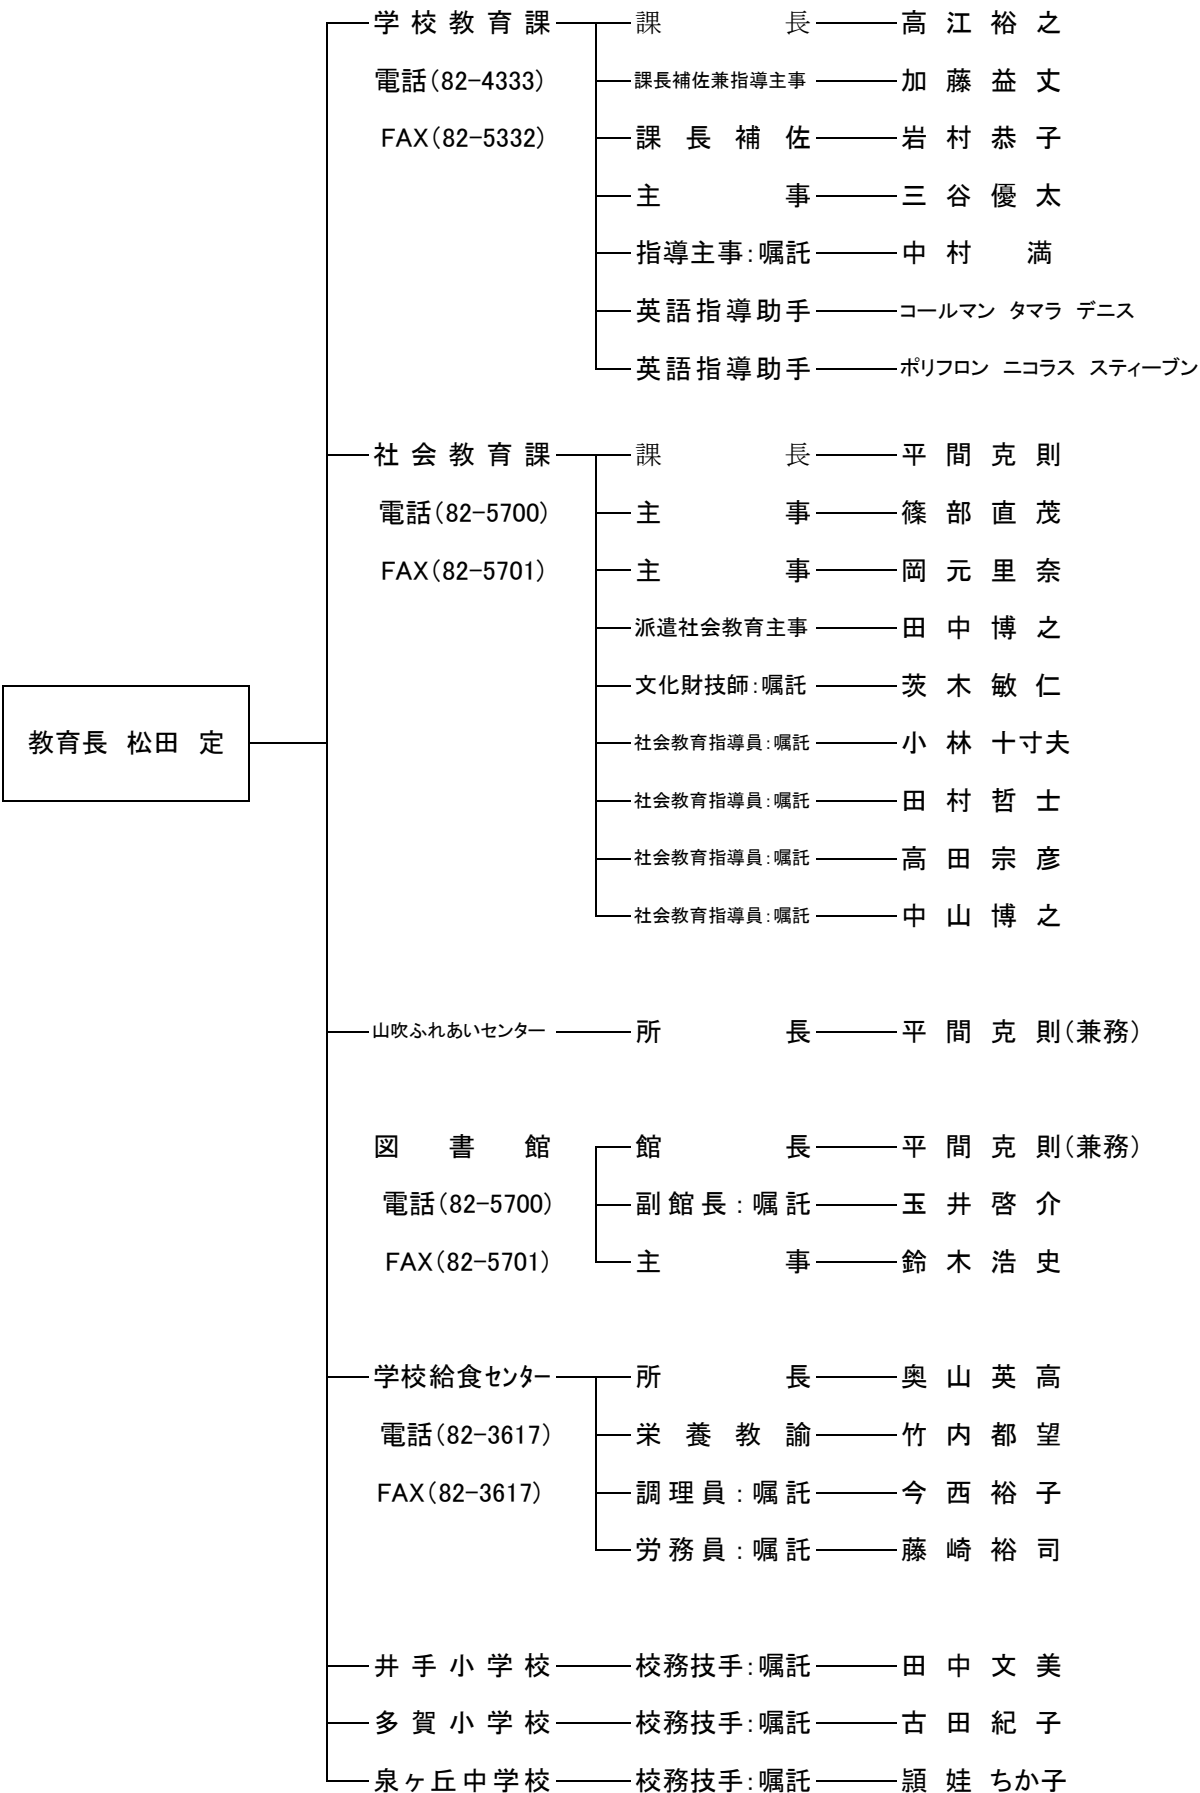 学校教育課 課長 高江裕之
電話(82-4333) 課長補佐兼指導主事 加藤益丈
FAX(82-5332) 課長補佐 岩村恭子
主事 三谷優太
指導主事:嘱託 中村 満
英語指導助手 コールマン タマラ デニス
英語指導助手 ポリフロン ニコラス スティーブン
社会教育課 課長 平間克則
電話(82-5700) 主事 篠部直茂
FAX(82-5701) 主事 岡元里奈
派遣社会教育主事 田中博之
文化財技師:嘱託 茨木敏仁
教育長 松田 定 社会教育指導員:嘱託 小林十寸夫
社会教育指導員:嘱託 田村哲士
社会教育指導員:嘱託 高田宗彦
社会教育指導員:嘱託 中山博之
山吹ふれあいセンター 所長 平間克則(兼務)
図書館 館長 平間克則(兼務)
電話(82-5700) 副館長:嘱託 玉井啓介
FAX(82-5701) 主事 鈴木浩史
学校給食センター 所長 奥山英高
電話(82-3617) 栄養教諭 竹内都望
FAX(82-3617) 調理員:嘱託 今西裕子
労務員:嘱託 藤崎裕司
井手小学校 校務技手:嘱託 田中文美
多賀小学校 校務技手:嘱託 古田紀子
泉ヶ丘中学校 校務技手:嘱託 頴娃ちか子